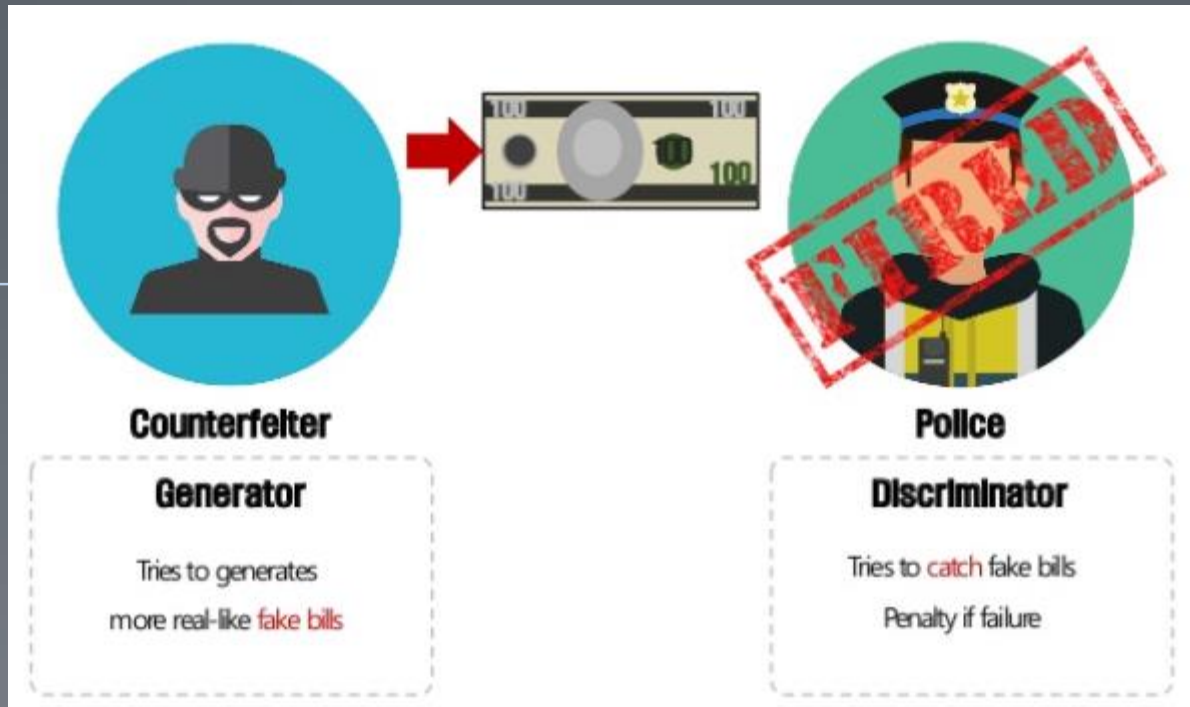 100 100
100
100
100
FIRED
Counterfeiter
Police
Generator
Tries to generates
more real-like fake bills
Discriminator
Tries to catch fake bills
Penalty if failure